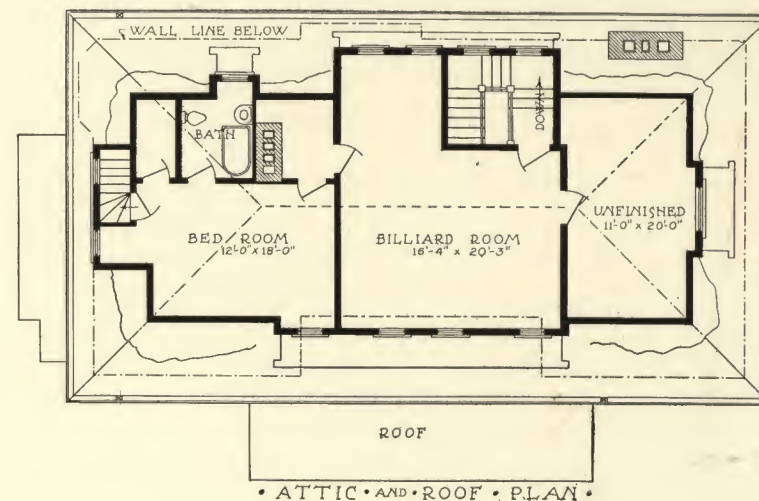 WALL LINE BELOW
BATH
DOWN
BED ROOM
12'-0" x 18'-0"
BILLIARD ROOM
16'-4" x 20'-3"
UNFINISHED
11'-0" x 20'-0"
ROOF
• ATTIC • AND • ROOF • PLAN •